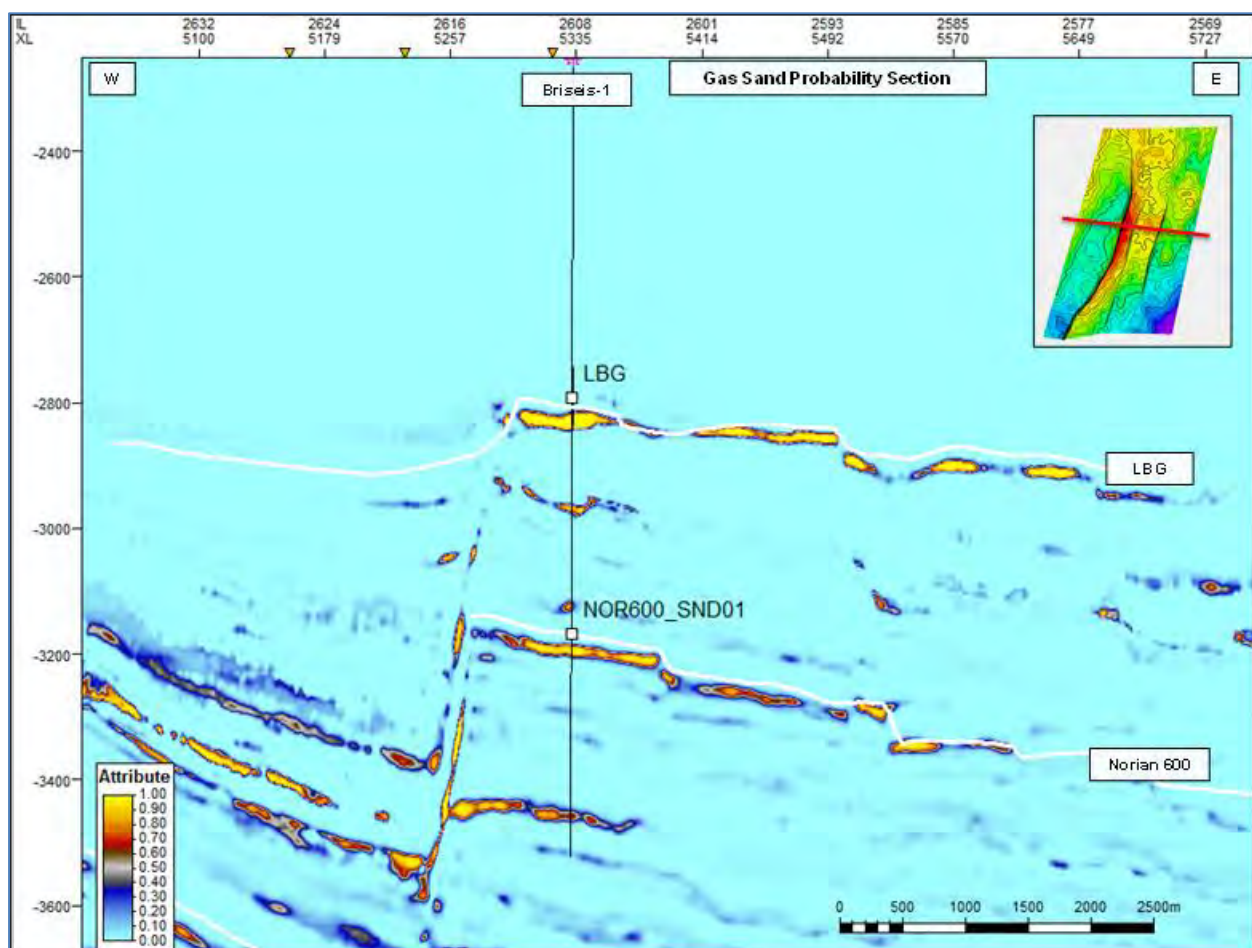 IL 2632 2624 2616 2608 2601 2593 2585 2577 2569
XL 5100 5179 5257 5335 5414 5492 5570 5649 5727
W
Briseis-1
Gas Sand Probability Section
E
-2400
-2600
-2800
-3000
-3200
-3400
-3600
LBG
LBG
NOR600_SND01
Norian 600
Attribute
1.00
0.90
0.80
0.70
0.60
0.50
0.40
0.30
0.20
0.10
0.00
0 500 1000 1500 2000 2500m